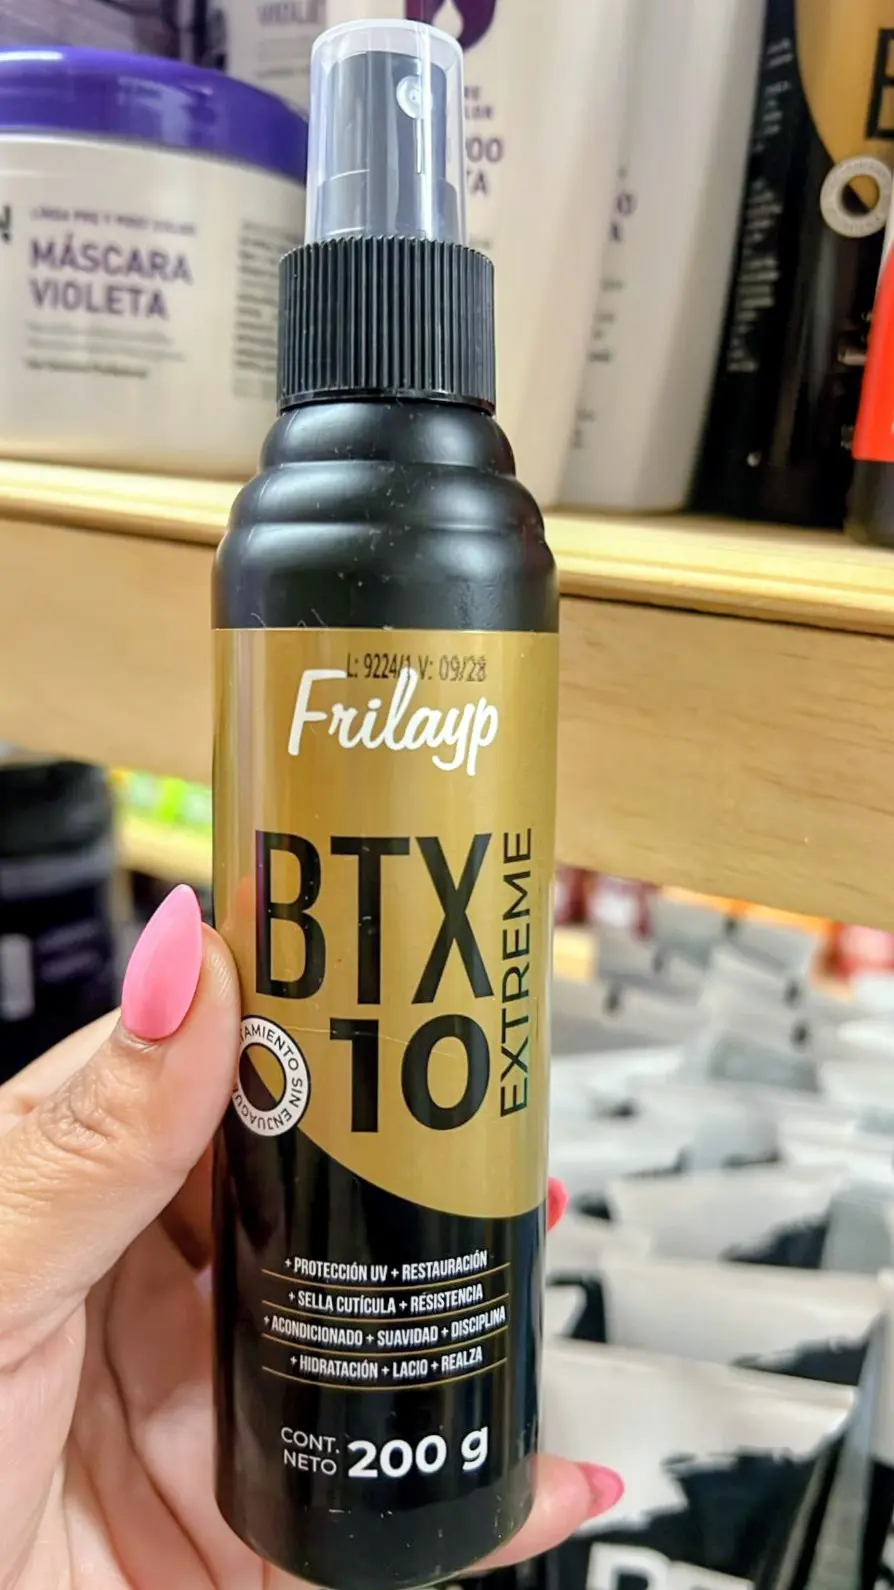 MÁSCARA
VIOLETA
L: 9224/1 V: 09/28
Frilayp
BTX
10
EXTREME
TAMIENTO SIN ENJUAGU
+ PROTECCIÓN UV + RESTAURACIÓN
+ SELLA CUTÍCULA + RESISTENCIA
+ ACONDICIONADO + SUAVIDAD + DISCIPLINA
+ HIDRATACIÓN + LACIO + REALZA
CONT.
NETO 200 g